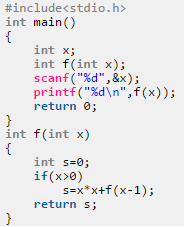 #include<stdio.h>
int main()
{
    int x;
    int f(int x);
    scanf("%d",&x);
    printf("%d\n",f(x));
    return 0;
}
int f(int x)
{
    int s=0;
    if(x>0)
        s=x*x+f(x-1);
    return s;
}